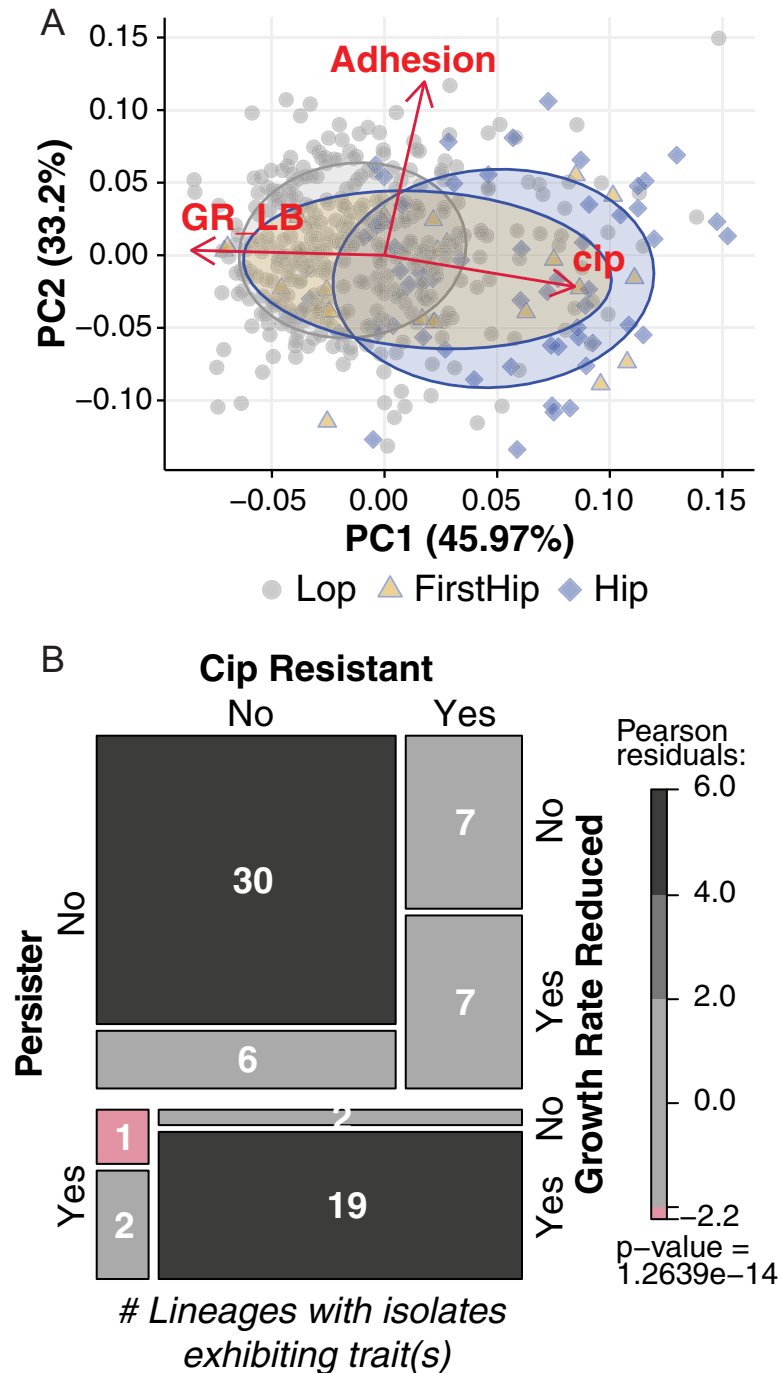 A
0.15
0.10
0.05
0.00
−0.05
−0.10
PC2 (33.2%)
Adhesion
GR_LB
cip
−0.05 0.00 0.05 0.10 0.15
PC1 (45.97%)
Lop FirstHip Hip
B
Cip Resistant
No Yes
Persister
No
Yes
30
7
6
7
1
2
2
19
No
Yes
No
Yes
Growth Rate Reduced
Pearson
residuals:
6.0
4.0
2.0
0.0
−2.2
p−value =
1.2639e−14
# Lineages with isolates
exhibiting trait(s)